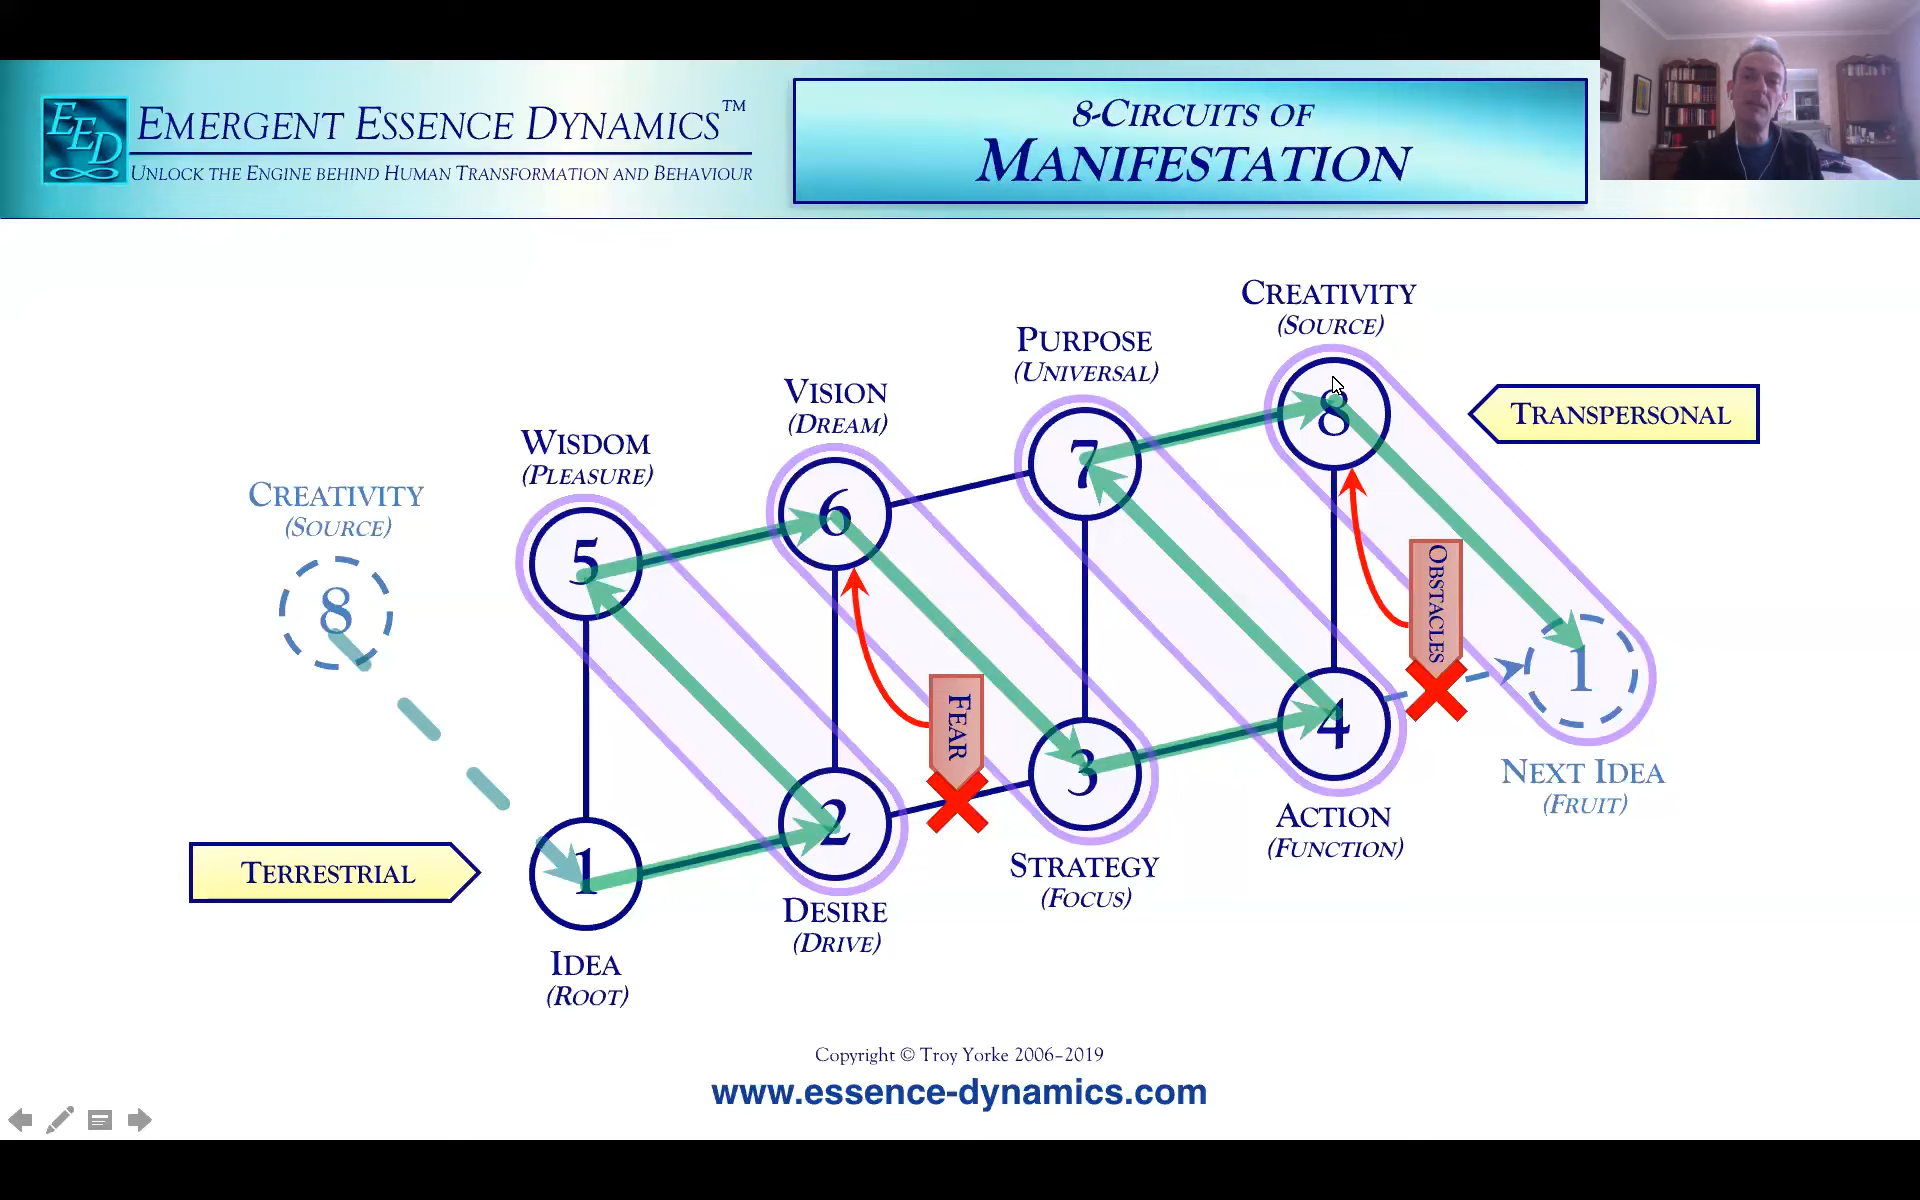 EED
EMERGENT ESSENCE DYNAMICS™
UNLOCK THE ENGINE BEHIND HUMAN TRANSFORMATION AND BEHAVIOUR
8-CIRCUITS OF
MANIFESTATION
CREATIVITY
(SOURCE)
8
PURPOSE
(UNIVERSAL)
7
VISION
(DREAM)
6
WISDOM
(PLEASURE)
5
CREATIVITY
(SOURCE)
8
TRANSPERSONAL
OBSTACLES
FEAR
TERRESTRIAL
1
IDEA
(ROOT)
2
DESIRE
(DRIVE)
3
STRATEGY
(FOCUS)
4
ACTION
(FUNCTION)
1
NEXT IDEA
(FRUIT)
Copyright © Troy Yorke 2006-2019
www.essence-dynamics.com